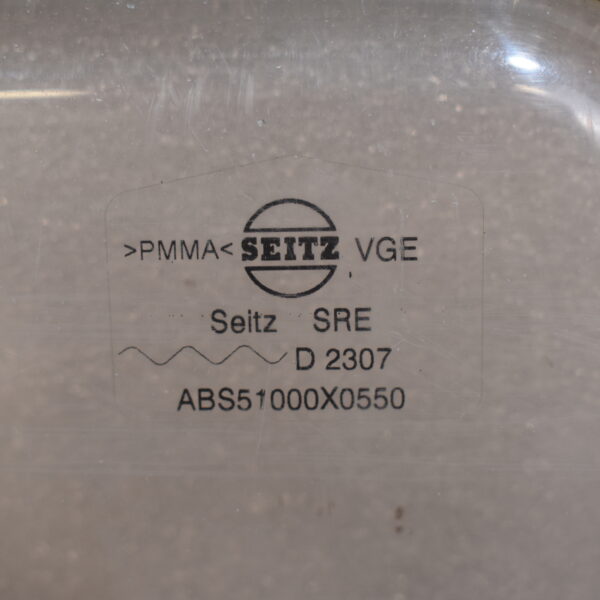 >PMMA< SEITZ VGE
Seitz SRE
D 2307
ABS51000X0550